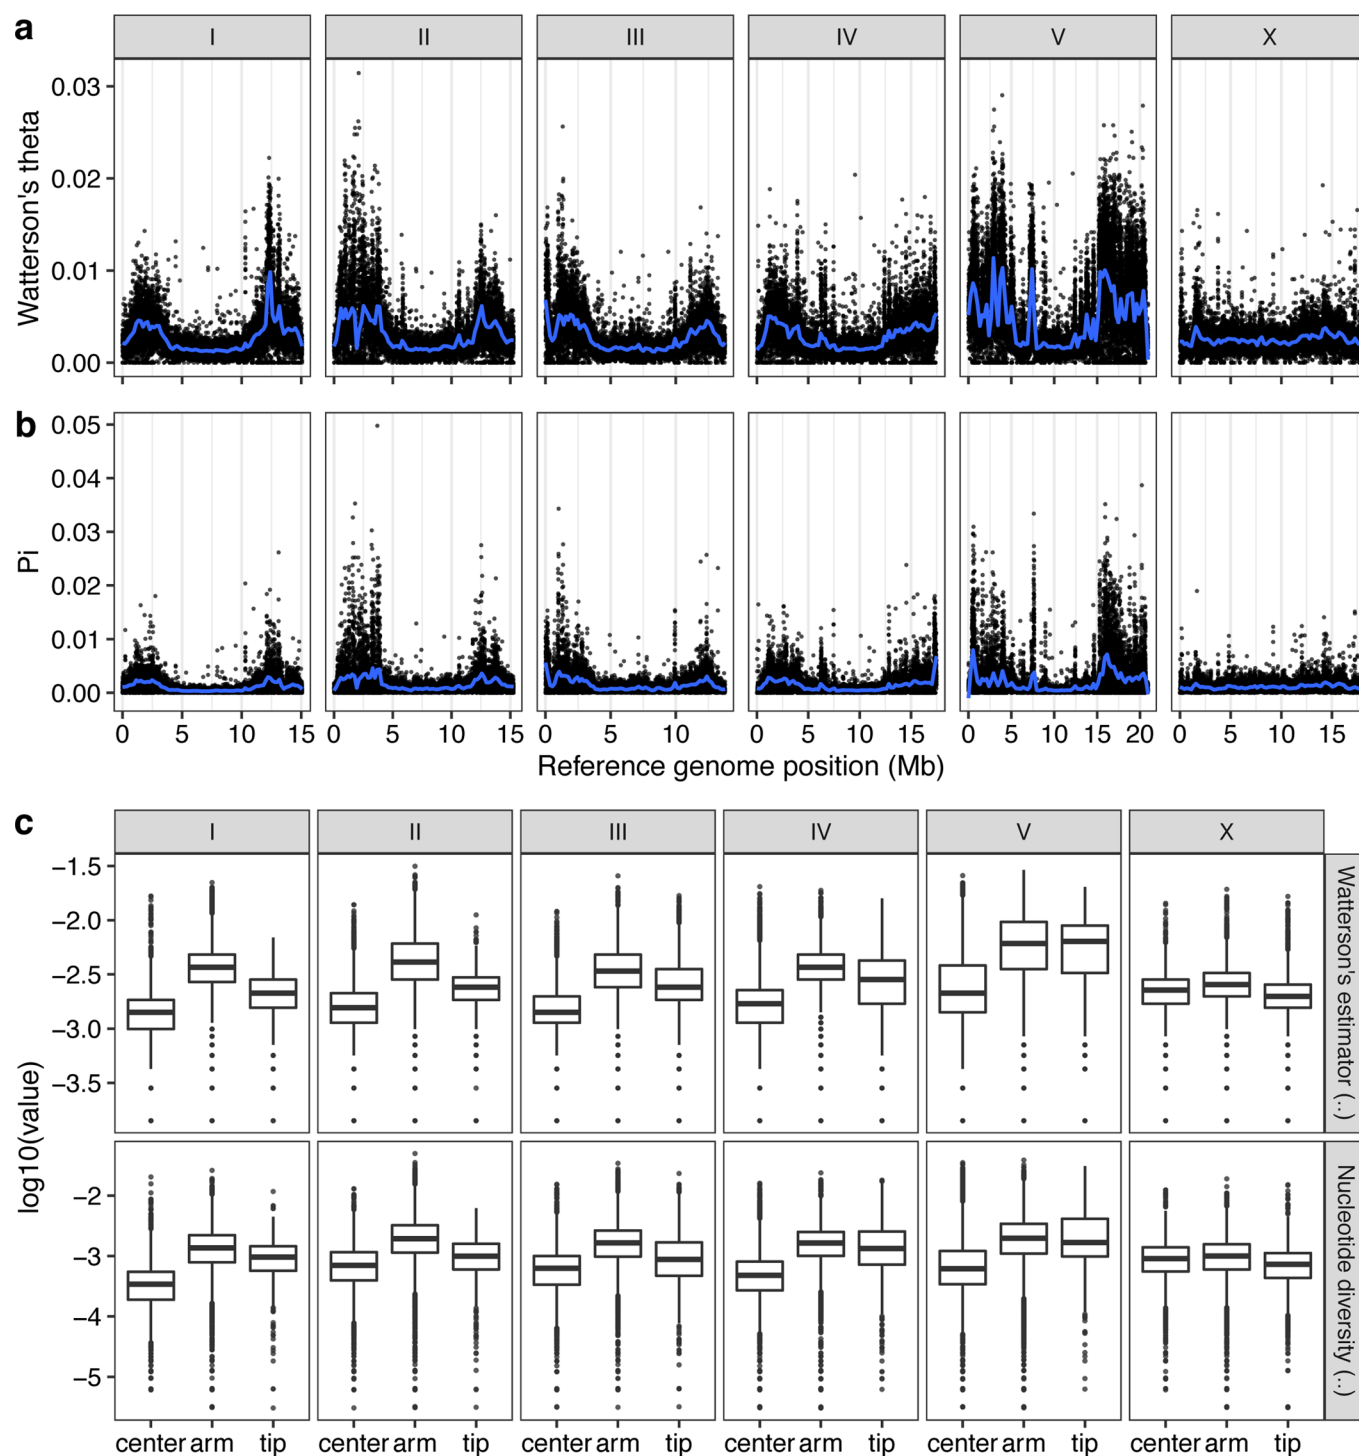 a
I II III IV V X
Watterson's theta
0.03
0.02
0.01
0.00
b
Pi
0.05
0.04
0.03
0.02
0.01
0.00
0 5 10 15 0 5 10 15 0 5 10 0 5 10 15 0 5 10 15 20 0 5 10 15
Reference genome position (Mb)
c
I II III IV V X
log10(value)
−1.5
−2.0
−2.5
−3.0
−3.5
Watterson's estimator (..)
−2
−3
−4
−5
Nucleotide diversity (..)
center arm tip center arm tip center arm tip center arm tip center arm tip center arm tip